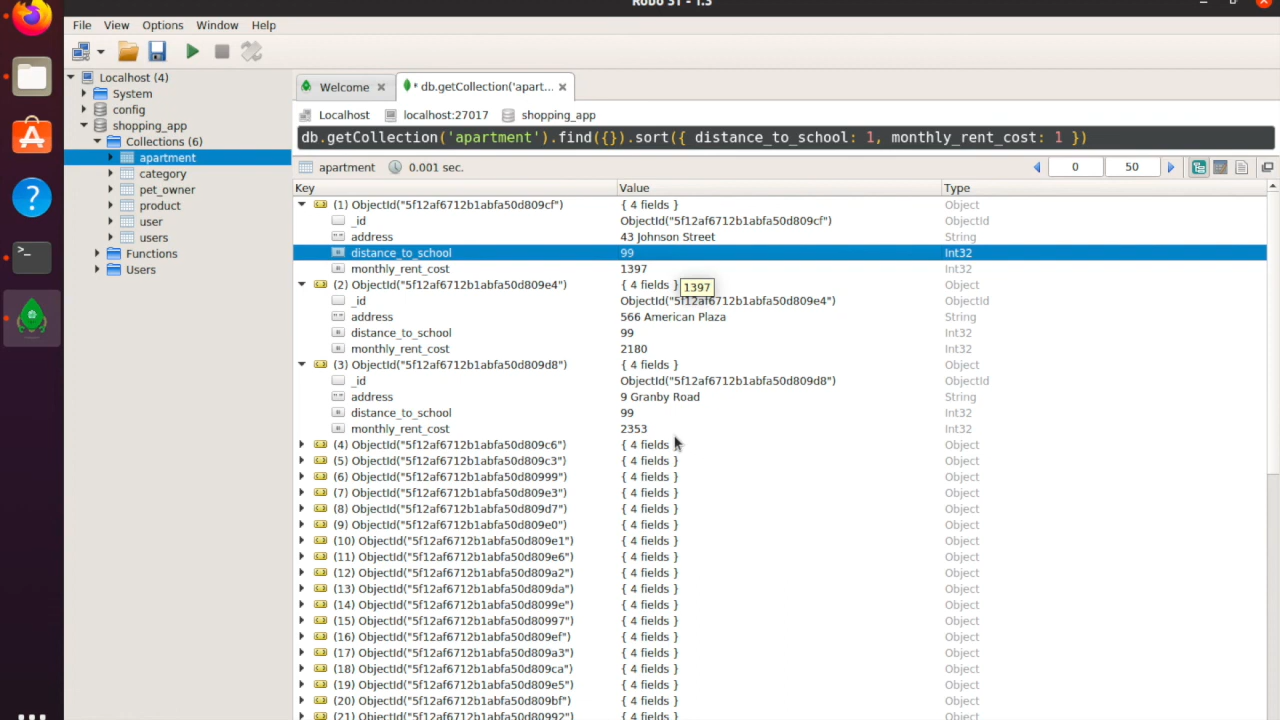 Robo 3T - 1.3
File View Options Window Help
Localhost (4)
System
config
shopping_app
Collections (6)
apartment
category
pet_owner
product
user
users
Functions
Users
Welcome
* db.getCollection('apart...
Localhost localhost:27017 shopping_app
db.getCollection('apartment').find({}).sort({ distance_to_school: 1, monthly_rent_cost: 1 })
apartment 0.001 sec. 0 50
Key Value Type
(1) ObjectId("5f12af6712b1abfa50d809cf") { 4 fields } Object
_id ObjectId("5f12af6712b1abfa50d809cf") ObjectId
address 43 Johnson Street String
distance_to_school 99 Int32
monthly_rent_cost 1397 Int32
(2) ObjectId("5f12af6712b1abfa50d809e4") { 4 fields } 1397 Object
_id ObjectId("5f12af6712b1abfa50d809e4") ObjectId
address 566 American Plaza String
distance_to_school 99 Int32
monthly_rent_cost 2180 Int32
(3) ObjectId("5f12af6712b1abfa50d809d8") { 4 fields } Object
_id ObjectId("5f12af6712b1abfa50d809d8") ObjectId
address 9 Granby Road String
distance_to_school 99 Int32
monthly_rent_cost 2353 Int32
(4) ObjectId("5f12af6712b1abfa50d809c6") { 4 fields } Object
(5) ObjectId("5f12af6712b1abfa50d809c3") { 4 fields } Object
(6) ObjectId("5f12af6712b1abfa50d80999") { 4 fields } Object
(7) ObjectId("5f12af6712b1abfa50d809e3") { 4 fields } Object
(8) ObjectId("5f12af6712b1abfa50d809d7") { 4 fields } Object
(9) ObjectId("5f12af6712b1abfa50d809e0") { 4 fields } Object
(10) ObjectId("5f12af6712b1abfa50d809e1") { 4 fields } Object
(11) ObjectId("5f12af6712b1abfa50d809e6") { 4 fields } Object
(12) ObjectId("5f12af6712b1abfa50d809a2") { 4 fields } Object
(13) ObjectId("5f12af6712b1abfa50d809da") { 4 fields } Object
(14) ObjectId("5f12af6712b1abfa50d8099e") { 4 fields } Object
(15) ObjectId("5f12af6712b1abfa50d80997") { 4 fields } Object
(16) ObjectId("5f12af6712b1abfa50d809ef") { 4 fields } Object
(17) ObjectId("5f12af6712b1abfa50d809a3") { 4 fields } Object
(18) ObjectId("5f12af6712b1abfa50d809ca") { 4 fields } Object
(19) ObjectId("5f12af6712b1abfa50d809e5") { 4 fields } Object
(20) ObjectId("5f12af6712b1abfa50d809bf") { 4 fields } Object
(21) ObjectId("5f12af6712b1abfa50d80992") { 4 fields } Object